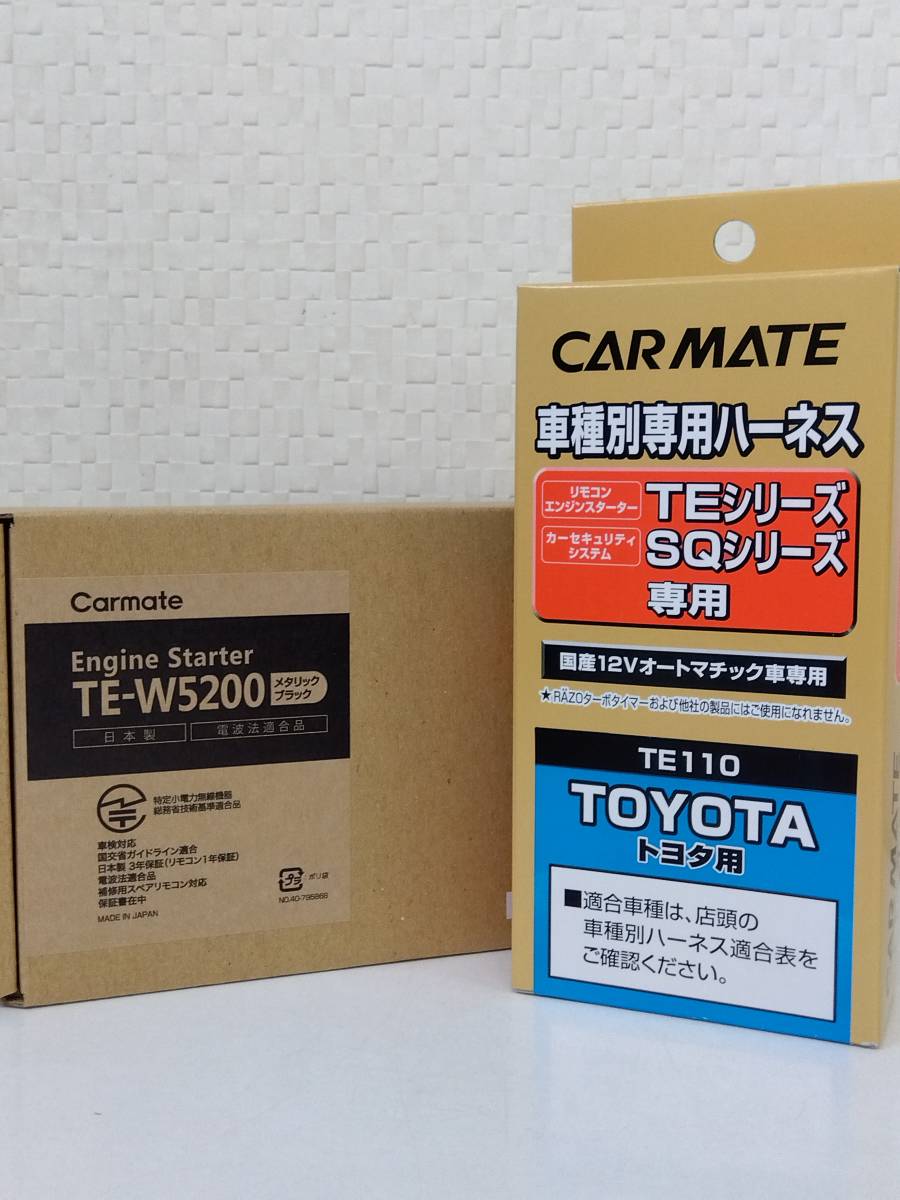 Carmate
Engine Starter
TE-W5200
メタリック
ブラック
日本製
電波法適合品
特定小電力無線機器
総務省技術基準適合品
車検対応
国交省ガイドライン適合
日本製 3年保証(リモコン1年保証)
電波法適合品
補修用スペアリモコン対応
保証書在中
MADE IN JAPAN
プラ
ポリ袋
NO.40-795866
CARMATE
車種別専用ハーネス
リモコン
エンジンスターター
TEシリーズ
カーセキュリティ
システム
SQシリーズ
専用
国産12Vオートマチック車専用
★RÄZOターボタイマーおよび他社の製品にはご使用になれません。
TE110
TOYOTA
トヨタ用
■適合車種は、店頭の
車種別ハーネス適合表を
ご確認ください。